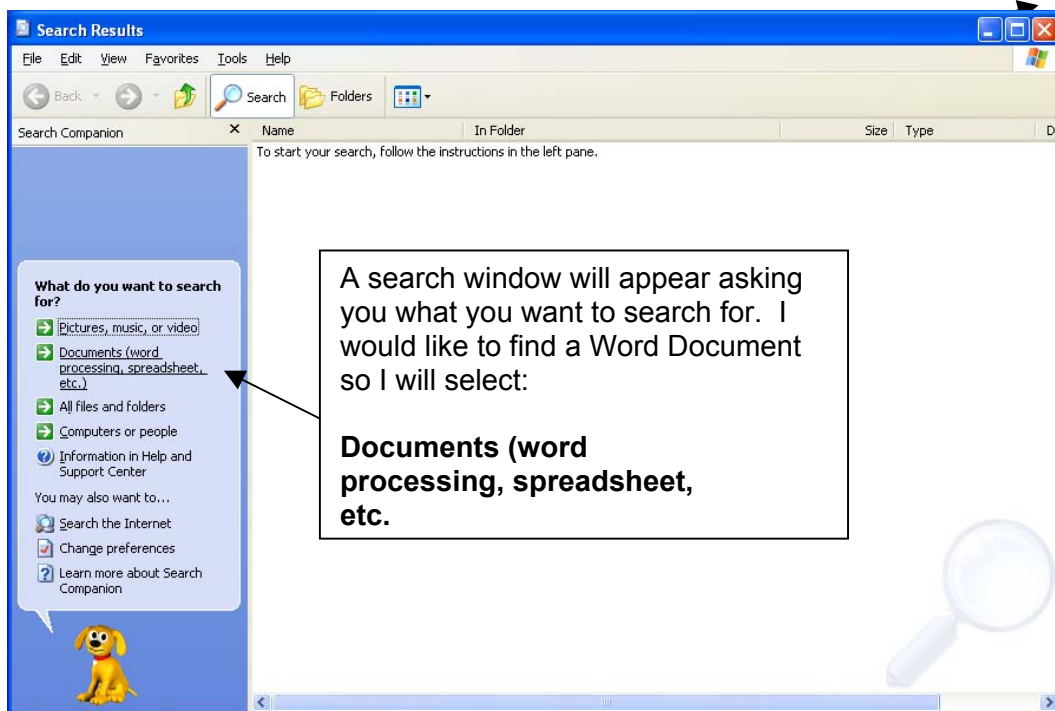 Search Results
File Edit View Favorites Tools Help
Back Search Folders
Search Companion Name In Folder Size Type D
To start your search, follow the instructions in the left pane.
What do you want to search
for?
Pictures, music, or video
Documents (word
processing, spreadsheet,
etc.)
All files and folders
Computers or people
Information in Help and
Support Center
You may also want to...
Search the Internet
Change preferences
Learn more about Search
Companion
A search window will appear asking
you what you want to search for. I
would like to find a Word Document
so I will select:
Documents (word
processing, spreadsheet,
etc.